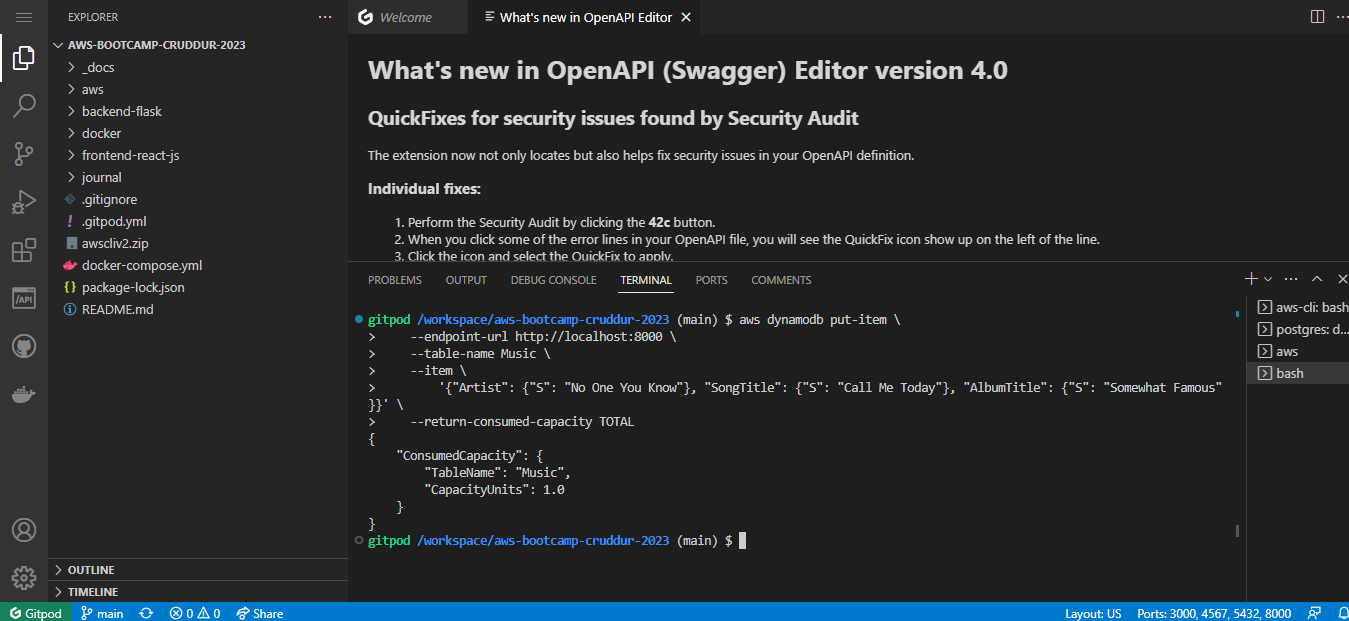 EXPLORER
AWS-BOOTCAMP-CRUDDUR-2023
_docs
aws
backend-flask
docker
frontend-react-js
journal
.gitignore
! .gitpod.yml
awscliv2.zip
docker-compose.yml
{} package-lock.json
README.md
OUTLINE
TIMELINE
Welcome
What's new in OpenAPI Editor
What's new in OpenAPI (Swagger) Editor version 4.0
QuickFixes for security issues found by Security Audit
The extension now not only locates but also helps fix security issues in your OpenAPI definition.
Individual fixes:
1. Perform the Security Audit by clicking the 42c button.
2. When you click some of the error lines in your OpenAPI file, you will see the QuickFix icon show up on the left of the line.
3. Click the icon and select the QuickFix to apply.
PROBLEMS OUTPUT DEBUG CONSOLE TERMINAL PORTS COMMENTS
gitpod /workspace/aws-bootcamp-cruddur-2023 (main) $ aws dynamodb put-item \
> --endpoint-url http://localhost:8000 \
> --table-name Music \
> --item \
> '{"Artist": {"S": "No One You Know"}, "SongTitle": {"S": "Call Me Today"}, "AlbumTitle": {"S": "Somewhat Famous"
}}' \
> --return-consumed-capacity TOTAL
{
"ConsumedCapacity": {
"TableName": "Music",
"CapacityUnits": 1.0
}
}
gitpod /workspace/aws-bootcamp-cruddur-2023 (main) $
aws-cli: bash
postgres: d...
aws
bash
/API
Gitpod main 0 0 Share Layout: US Ports: 3000, 4567, 5432, 8000